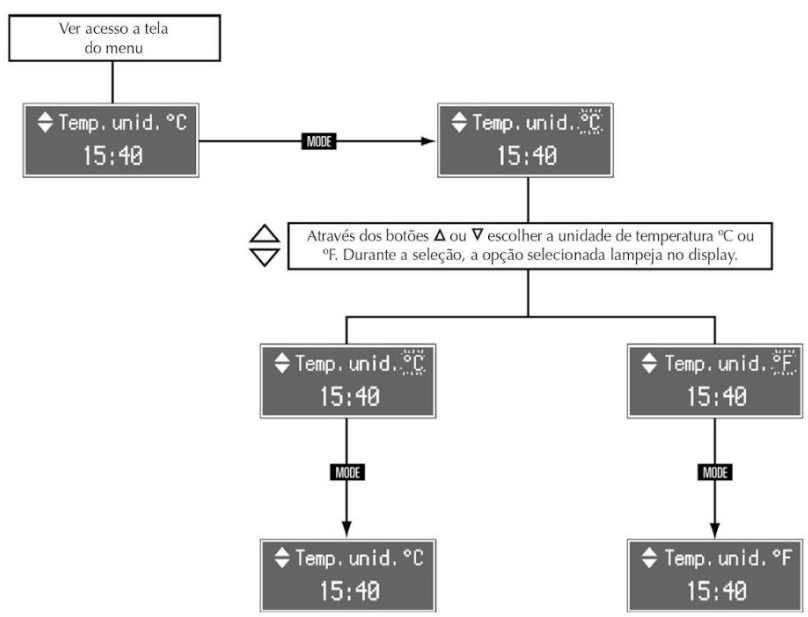 Ver acesso a tela
do menu
Temp. unid. °C
15:40
MODE
Temp. unid. °C
15:40
Através dos botões Δ ou ∇ escolher a unidade de temperatura ºC ou
ºF. Durante a seleção, a opção selecionada lampeja no display.
Temp. unid. °C
15:40
Temp. unid. °F
15:40
MODE
MODE
Temp. unid. °C
15:40
Temp. unid. °F
15:40